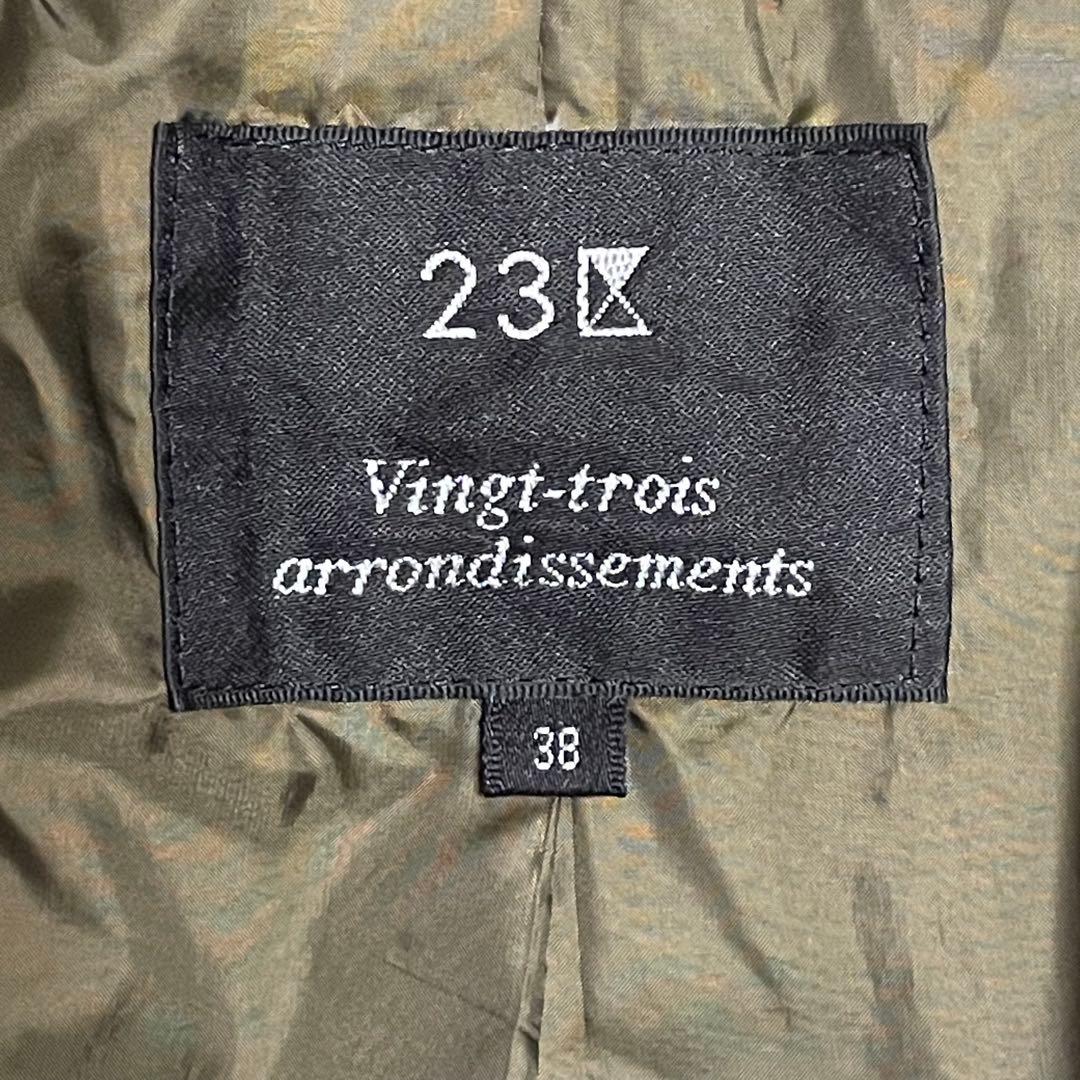 23区
Vingt-trois
arrondissements
38